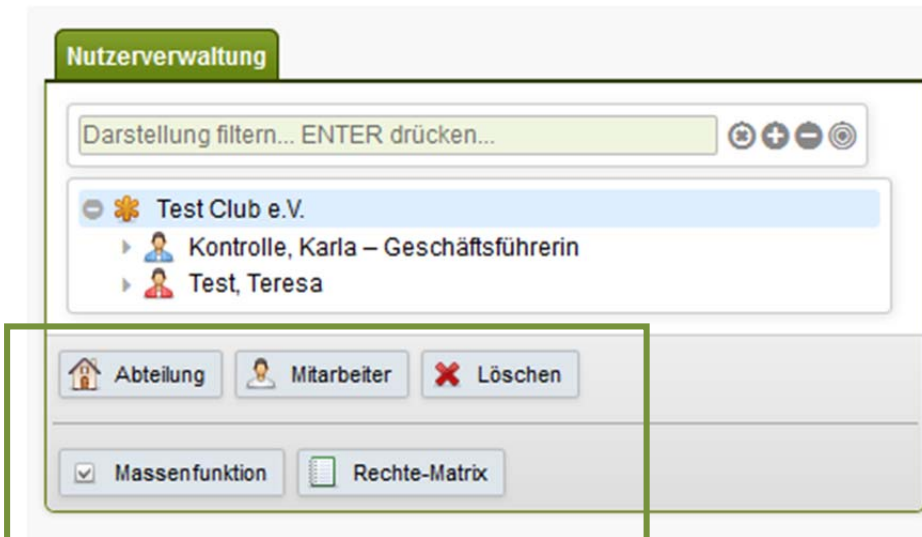 Nutzerverwaltung
Darstellung filtern... ENTER drücken...
Test Club e.V.
Kontrolle, Karla – Geschäftsführerin
Test, Teresa
Abteilung Mitarbeiter Löschen
Massenfunktion Rechte-Matrix